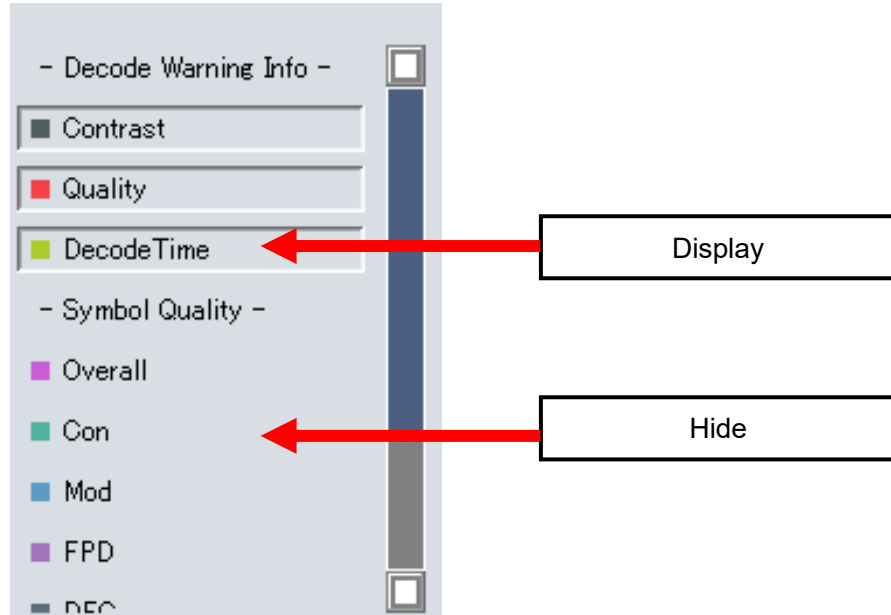 - Decode Warning Info -
Contrast
Quality
DecodeTime
Display
- Symbol Quality -
Overall
Con
Hide
Mod
FPD